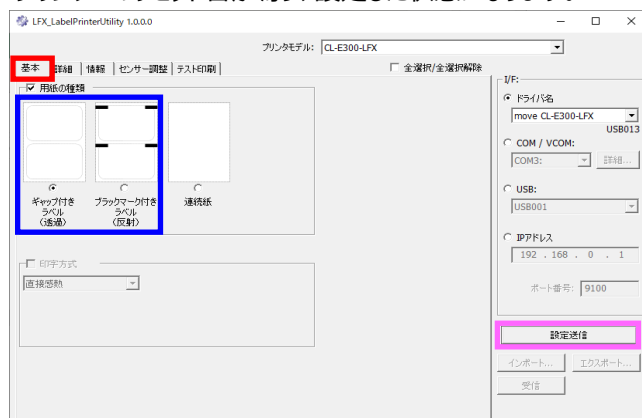 LFX_LabelPrinterUtility 1.0.0.0
プリンタモデル: CL-E300-LFX
基本 詳細 情報 センサー調整 テスト印刷
全選択/全選択解除
I/F:
用紙の種類
ドライバ名
move CL-E300-LFX
USB013
COM / VCOM:
COM3: 詳細...
USB:
USB001
ギャップ付き
ラベル
(透過)
ブラックマーク付き
ラベル
(反射)
連続紙
IPアドレス
192 . 168 . 0 . 1
ポート番号: 9100
印字方式
直接感熱
設定送信
インポート... エクスポート...
受信